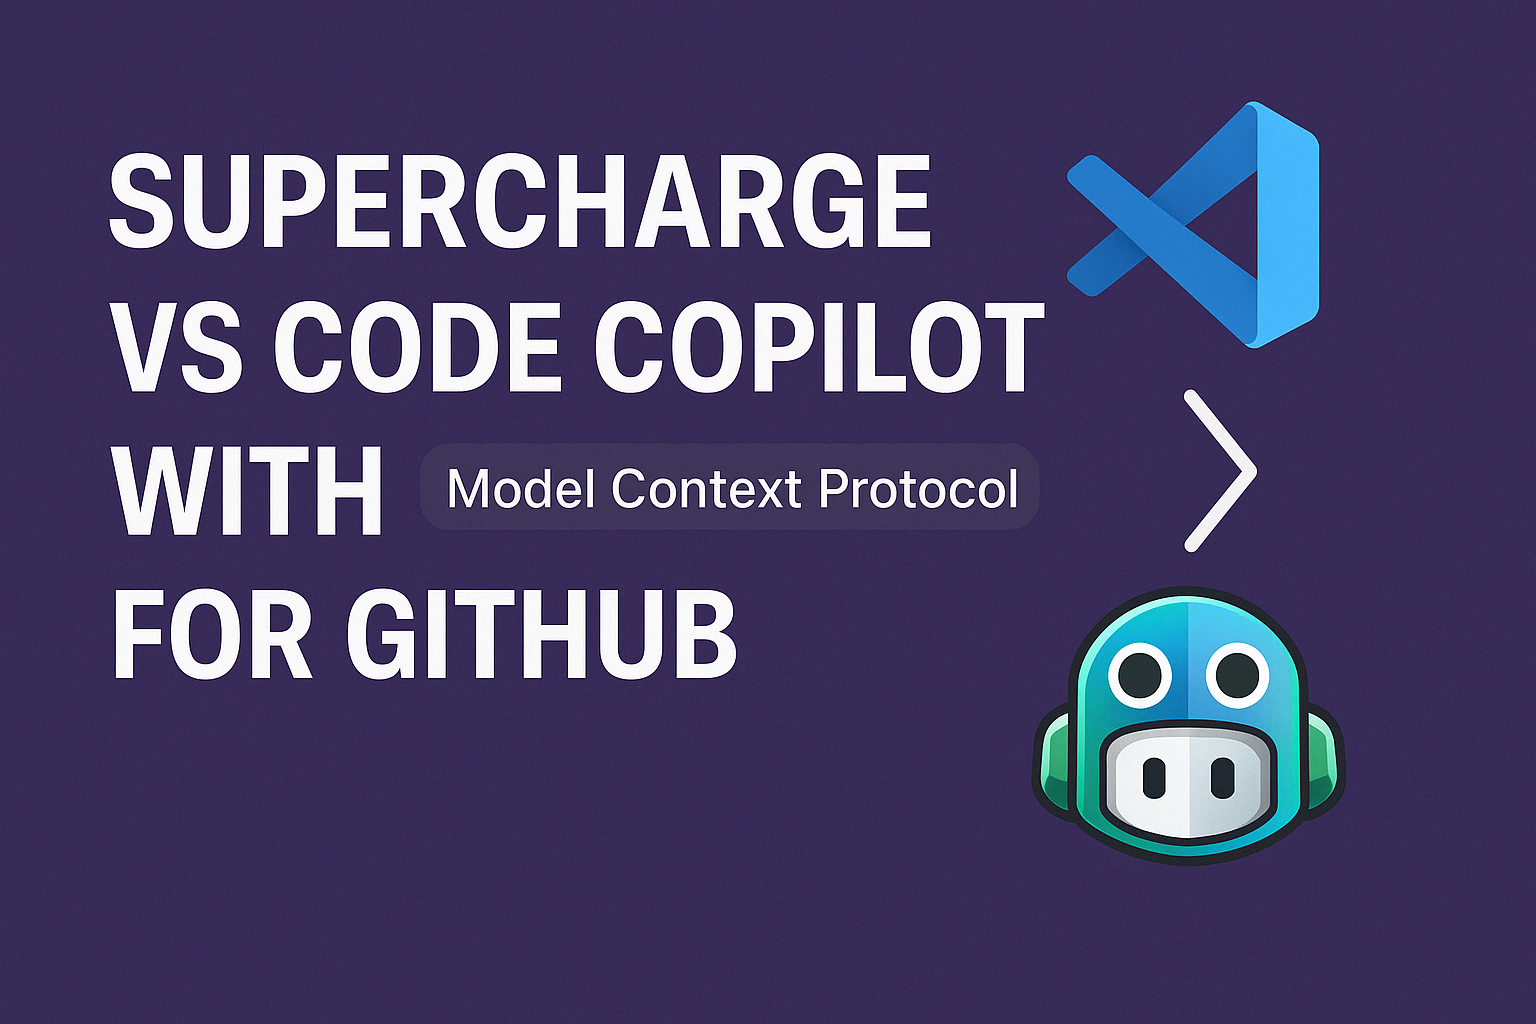 SUPERCHARGE
VS CODE COPILOT
WITH Model Context Protocol
FOR GITHUB